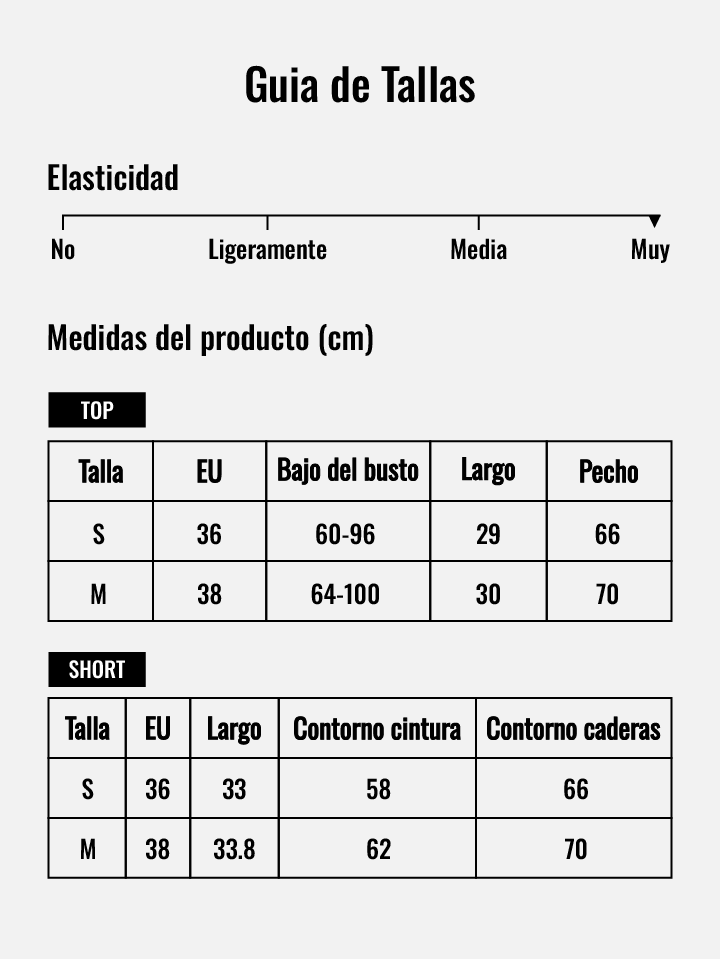 Guia de Tallas
Elasticidad
No Ligeramente Media Muy
Medidas del producto (cm)
TOP
Talla EU Bajo del busto Largo Pecho
S 36 60-96 29 66
M 38 64-100 30 70
SHORT
Talla EU Largo Contorno cintura Contorno caderas
S 36 33 58 66
M 38 33.8 62 70